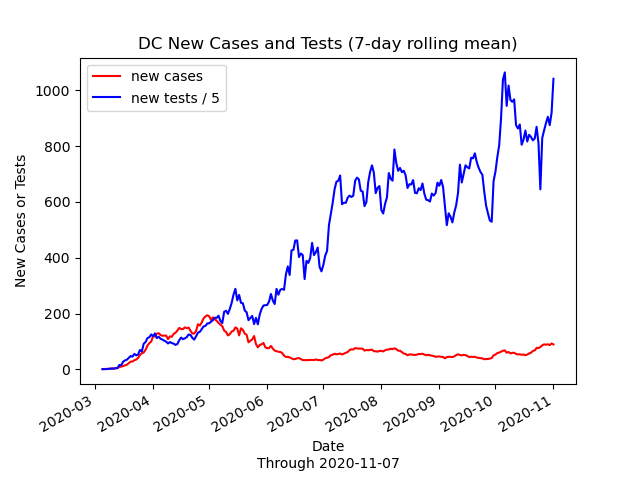 DC New Cases and Tests (7-day rolling mean)
new cases
new tests / 5
New Cases or Tests
1000
800
600
400
200
0
2020-03
2020-04
2020-05
2020-06
2020-07
2020-08
2020-09
2020-10
2020-11
Date
Through 2020-11-07